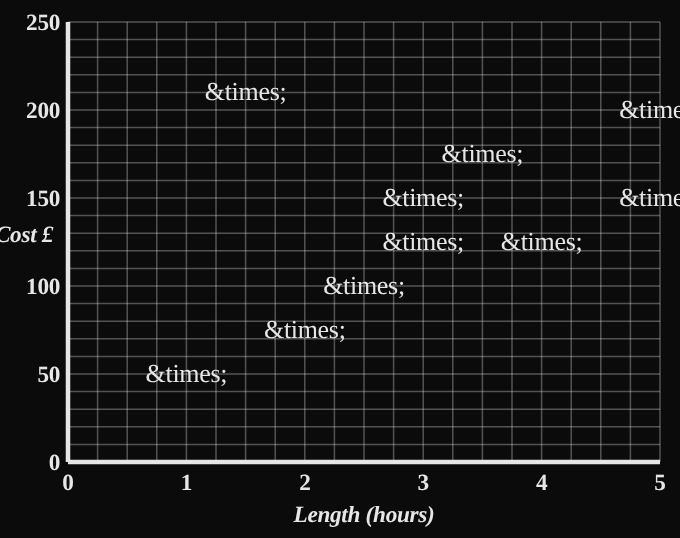 250
&times;
200
&time
&times;
150
&times;
&time
Cost £
&times;
&times;
100
&times;
&times;
50
&times;
0
0 1 2 3 4 5
Length (hours)